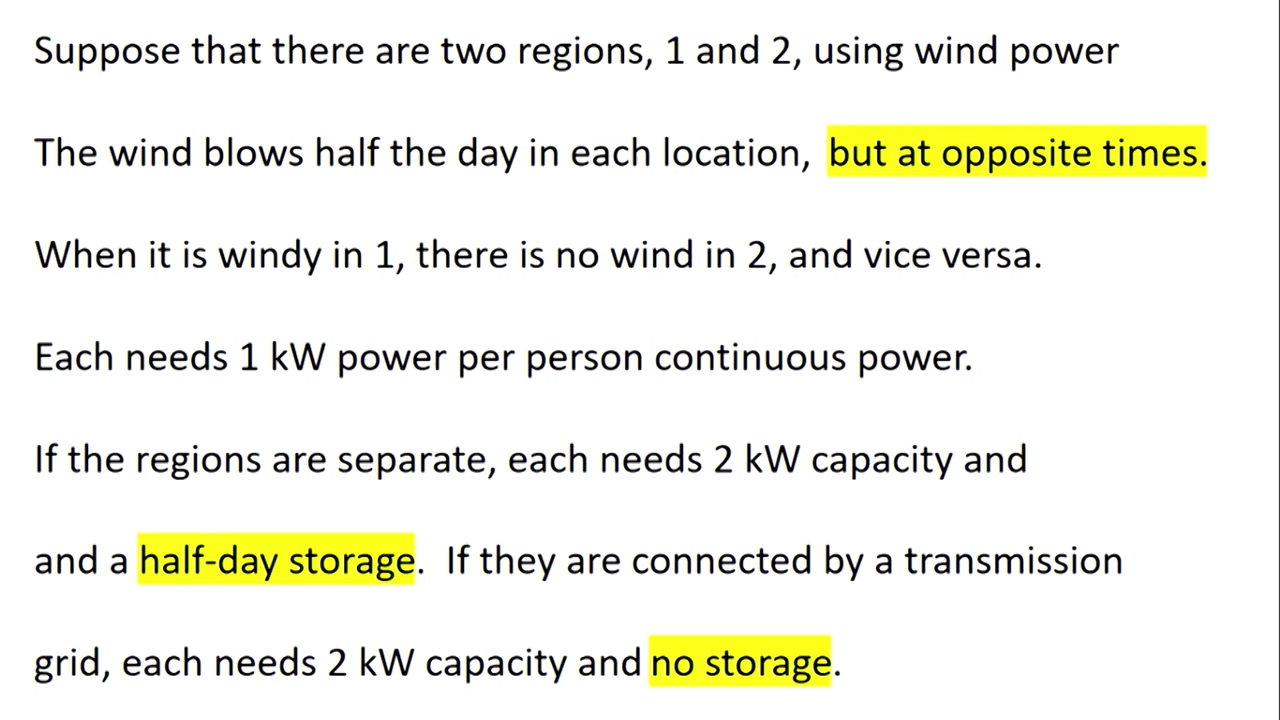 Suppose that there are two regions, 1 and 2, using wind power
The wind blows half the day in each location, but at opposite times.
When it is windy in 1, there is no wind in 2, and vice versa.
Each needs 1 kW power per person continuous power.
If the regions are separate, each needs 2 kW capacity and
and a half-day storage. If they are connected by a transmission
grid, each needs 2 kW capacity and no storage.